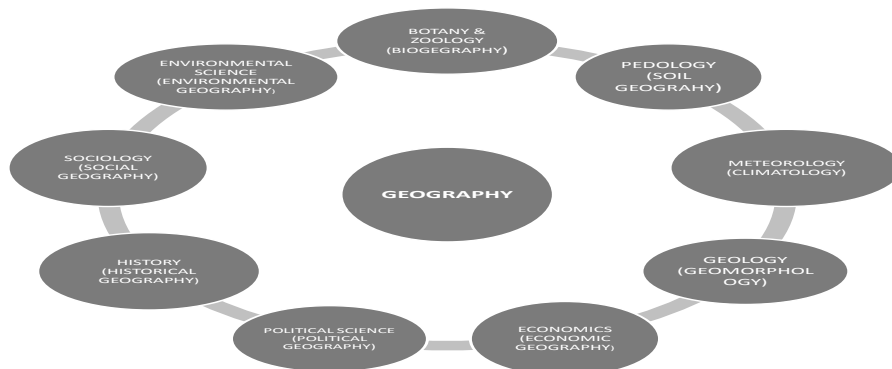 BOTANY &
ZOOLOGY
(BIOGEGRAPHY)
PEDOLOGY
(SOIL
GEOGRAHY)
METEOROLOGY
(CLIMATOLOGY)
GEOLOGY
(GEOMORPHOL
OGY)
ECONOMICS
(ECONOMIC
GEOGRAPHY)
POLITICAL SCIENCE
(POLITICAL
GEOGRAPHY)
HISTORY
(HISTORICAL
GEOGRAPHY)
SOCIOLOGY
(SOCIAL
GEOGRAPHY)
ENVIRONMENTAL
SCIENCE
(ENVIRONMENTAL
GEOGRAPHY)
GEOGRAPHY